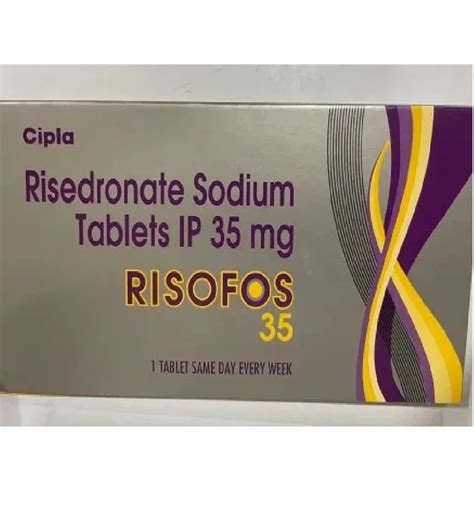 Cipla
Risedronate Sodium
Tablets IP 35 mg
RISOFOS
35
1 TABLET SAME DAY EVERY WEEK